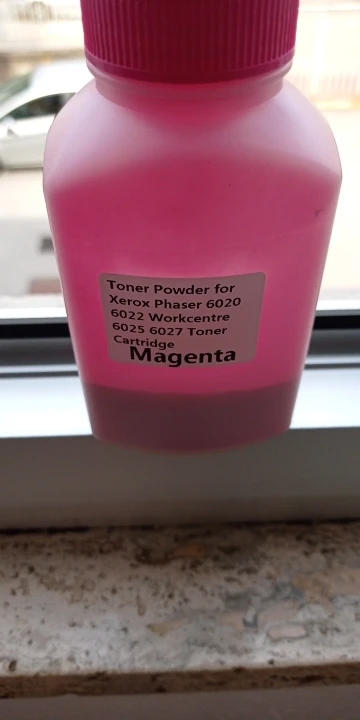 Toner Powder for
Xerox Phaser 6020
6022 Workcentre
6025 6027 Toner
Cartridge
Magenta